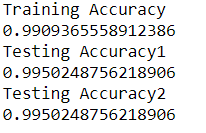 Training Accuracy
0.9909365558912386
Testing Accuracy1
0.9950248756218906
Testing Accuracy2
0.9950248756218906